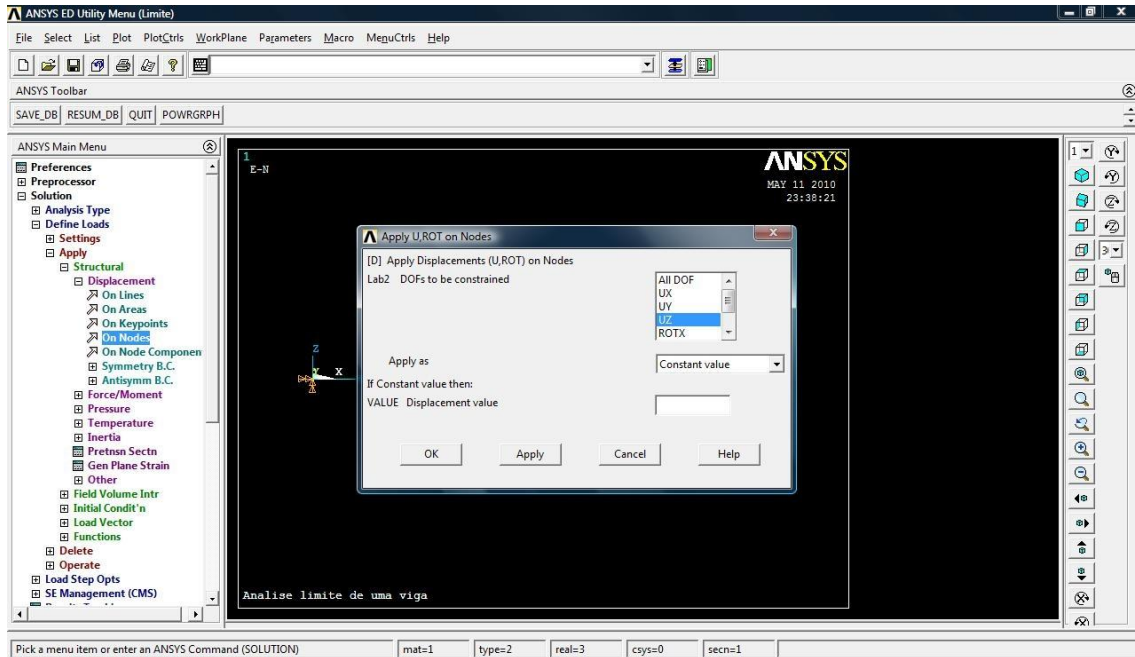 ANSYS ED Utility Menu (Limite)
File Select List Plot PlotCtrls WorkPlane Parameters Macro MenuCtrls Help
ANSYS Toolbar
SAVE_DB RESUM_DB QUIT POWRGRPH
ANSYS Main Menu
Preferences
Preprocessor
Solution
Analysis Type
Define Loads
Settings
Apply
Structural
Displacement
On Lines
On Areas
On Keypoints
On Nodes
On Node Componen
Symmetry B.C.
Antisymm B.C.
Force/Moment
Pressure
Temperature
Inertia
Pretnsn Sectn
Gen Plane Strain
Other
Field Volume Intr
Initial Condit'n
Load Vector
Functions
Delete
Operate
Load Step Opts
SE Management (CMS)
1
E-N
ANSYS
MAY 11 2010
23:38:21
Z
X
Apply U,ROT on Nodes
[D] Apply Displacements (U,ROT) on Nodes
Lab2 DOFs to be constrained
All DOF
UX
UY
UZ
ROTX
Apply as
Constant value
If Constant value then:
VALUE Displacement value
OK Apply Cancel Help
Analise limite de uma viga
1
3
Pick a menu item or enter an ANSYS Command (SOLUTION) mat=1 type=2 real=3 csys=0 secn=1